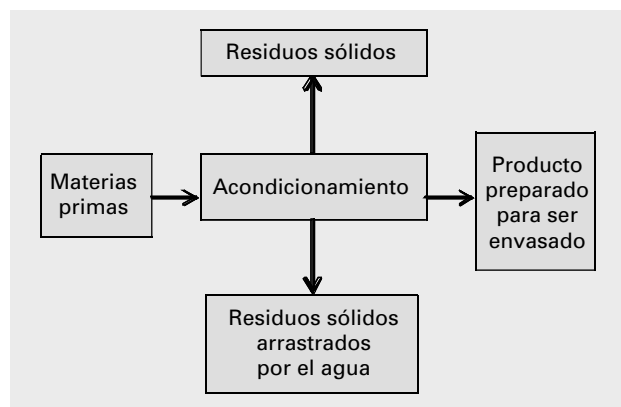 Residuos sólidos
Materias
primas
Acondicionamiento
Producto
preparado
para ser
envasado
Residuos sólidos
arrastrados
por el agua